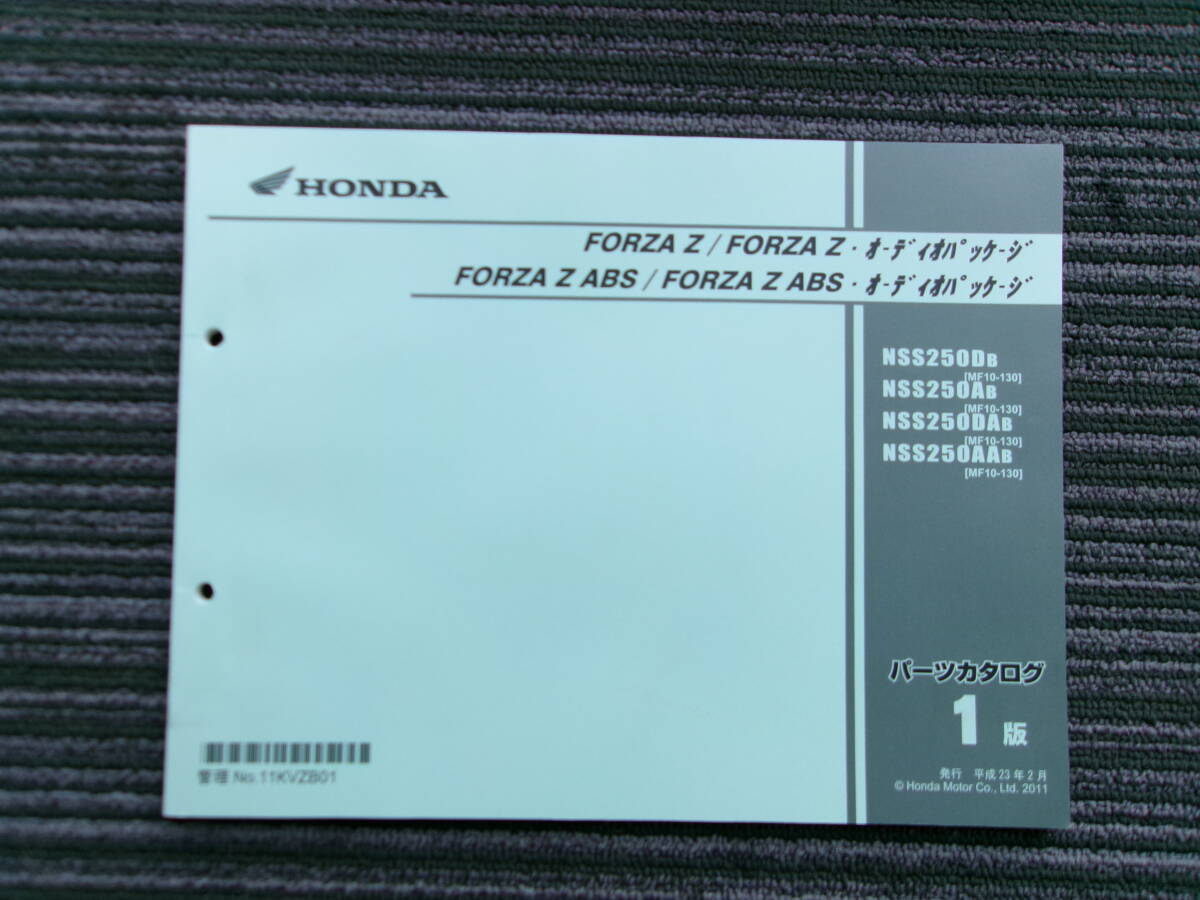 HONDA
FORZA Z / FORZA Z・ｵｰﾃﾞｨｵﾊﾟｯｹｰｼﾞ
FORZA Z ABS / FORZA Z ABS・ｵｰﾃﾞｨｵﾊﾟｯｹｰｼﾞ
NSS250DB
[MF10-130]
NSS250AB
[MF10-130]
NSS250DAB
[MF10-130]
NSS250AAB
[MF10-130]
パーツカタログ
1 版
発行 平成23年2月
© Honda Motor Co., Ltd. 2011
管理 No.11KVZB01